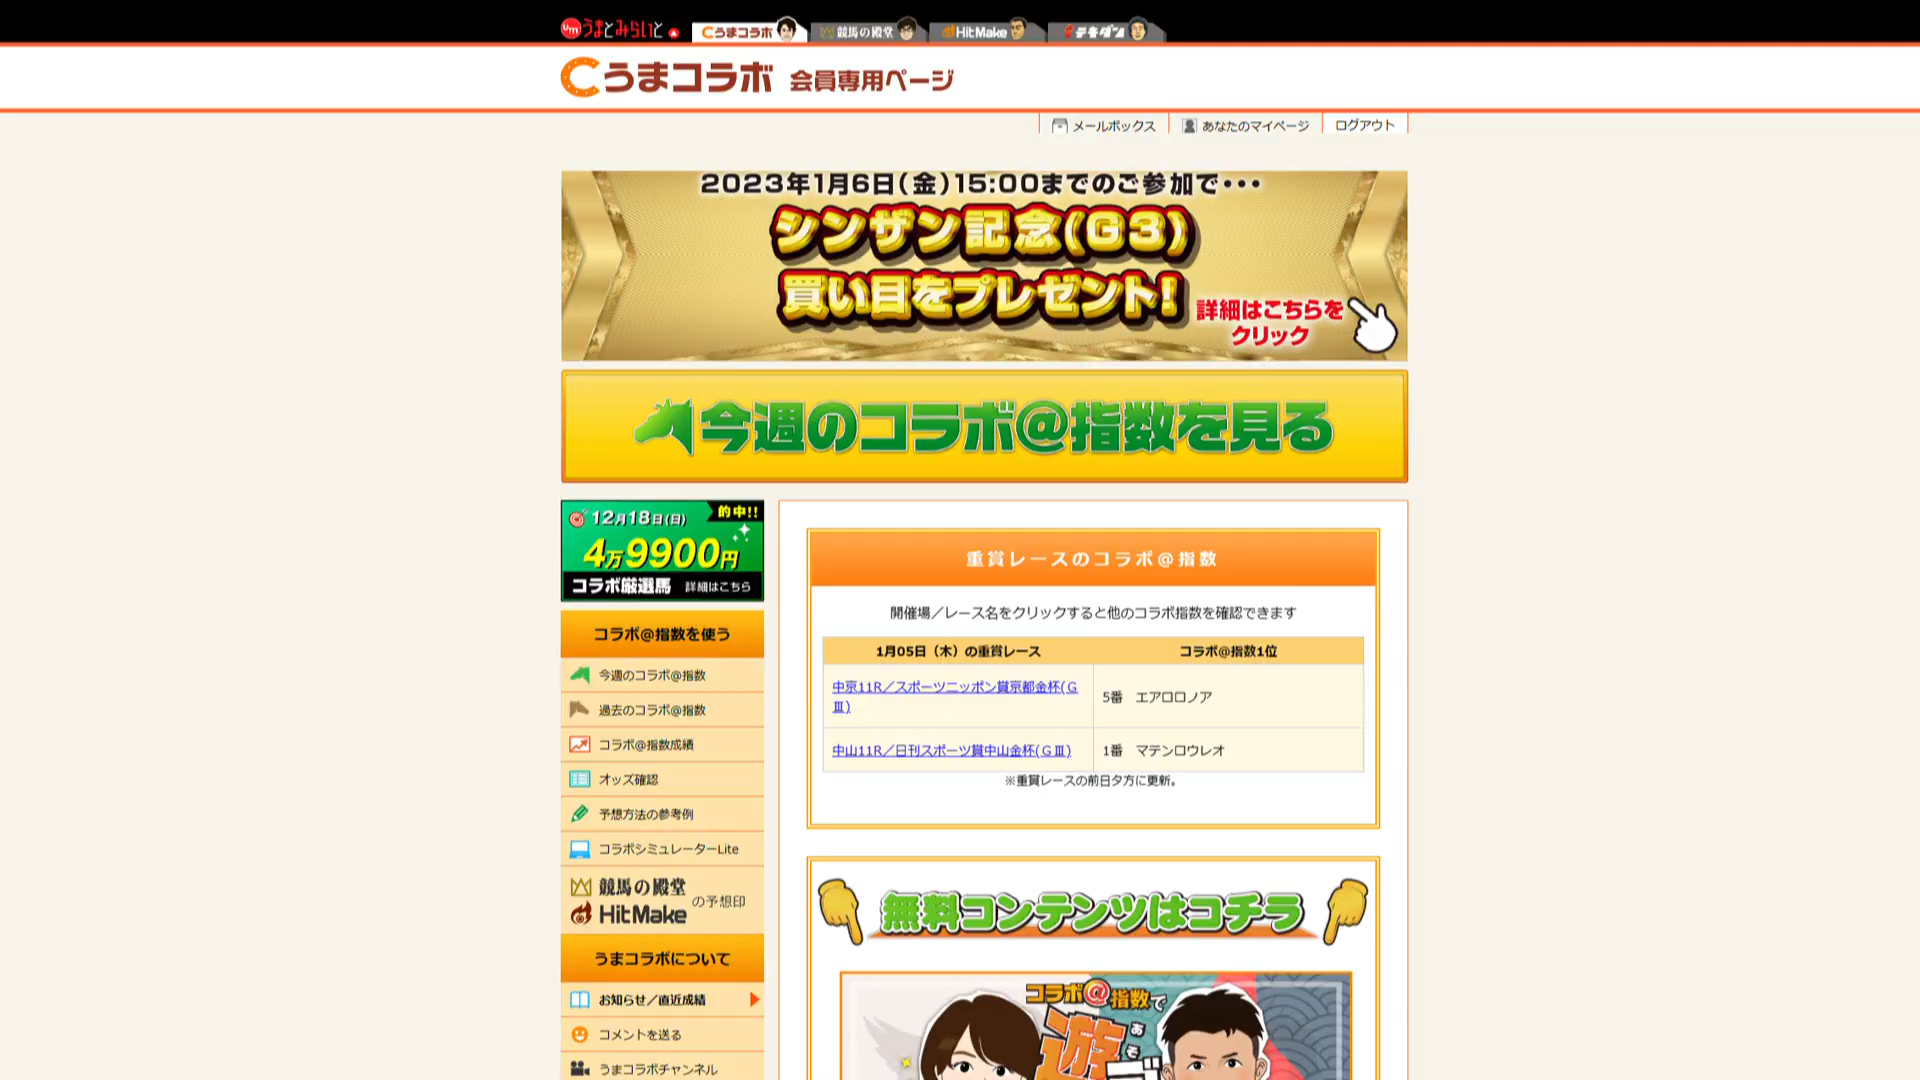 umうまとみらいと
うまコラボ
競馬の殿堂
HitMake
テキダン
うまコラボ 会員専用ページ
メールボックス
あなたのマイページ
ログアウト
2023年1月6日(金)15:00までのご参加で・・・
シンザン記念(G3)
買い目をプレゼント!
詳細はこちらを
クリック
今週のコラボ@指数を見る
12月18日(日)
的中!!
4万9900円
コラボ厳選馬 詳細はこちら
コラボ@指数を使う
今週のコラボ@指数
過去のコラボ@指数
コラボ@指数成績
オッズ確認
予想方法の参考例
コラボシミュレーターLite
競馬の殿堂
HitMake
の予想印
うまコラボについて
お知らせ／直近成績
コメントを送る
うまコラボチャンネル
重賞レースのコラボ@指数
開催場／レース名をクリックすると他のコラボ指数を確認できます
1月05日（木）の重賞レース
コラボ@指数1位
中京11R／スポーツニッポン賞京都金杯(GⅢ)
5番 エアロロノア
中山11R／日刊スポーツ賞中山金杯(GⅢ)
1番 マテンロウレオ
※重賞レースの前日夕方に更新。
無料コンテンツはコチラ
コラボ@指数で
遊
あそ